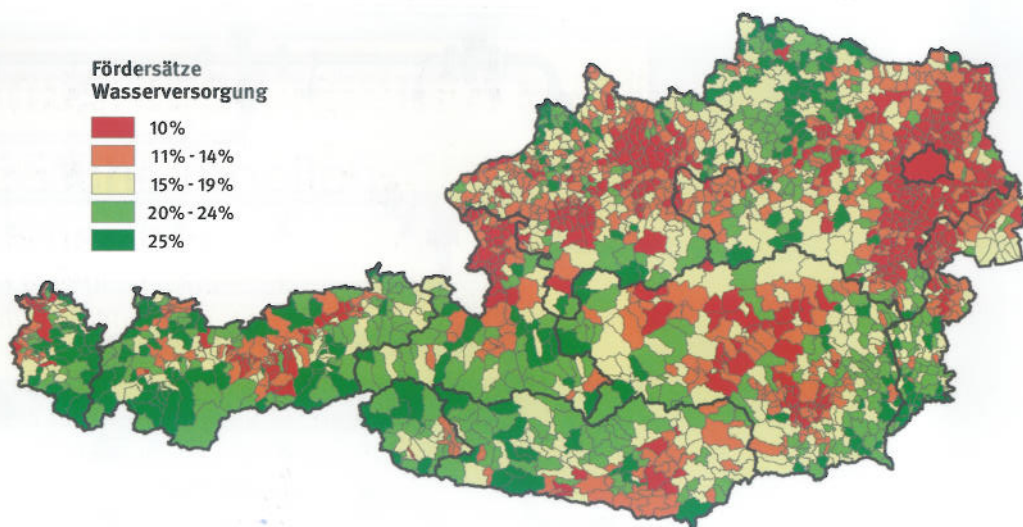 Fördersätze
Wasserversorgung
10%
11% - 14%
15% - 19%
20% - 24%
25%